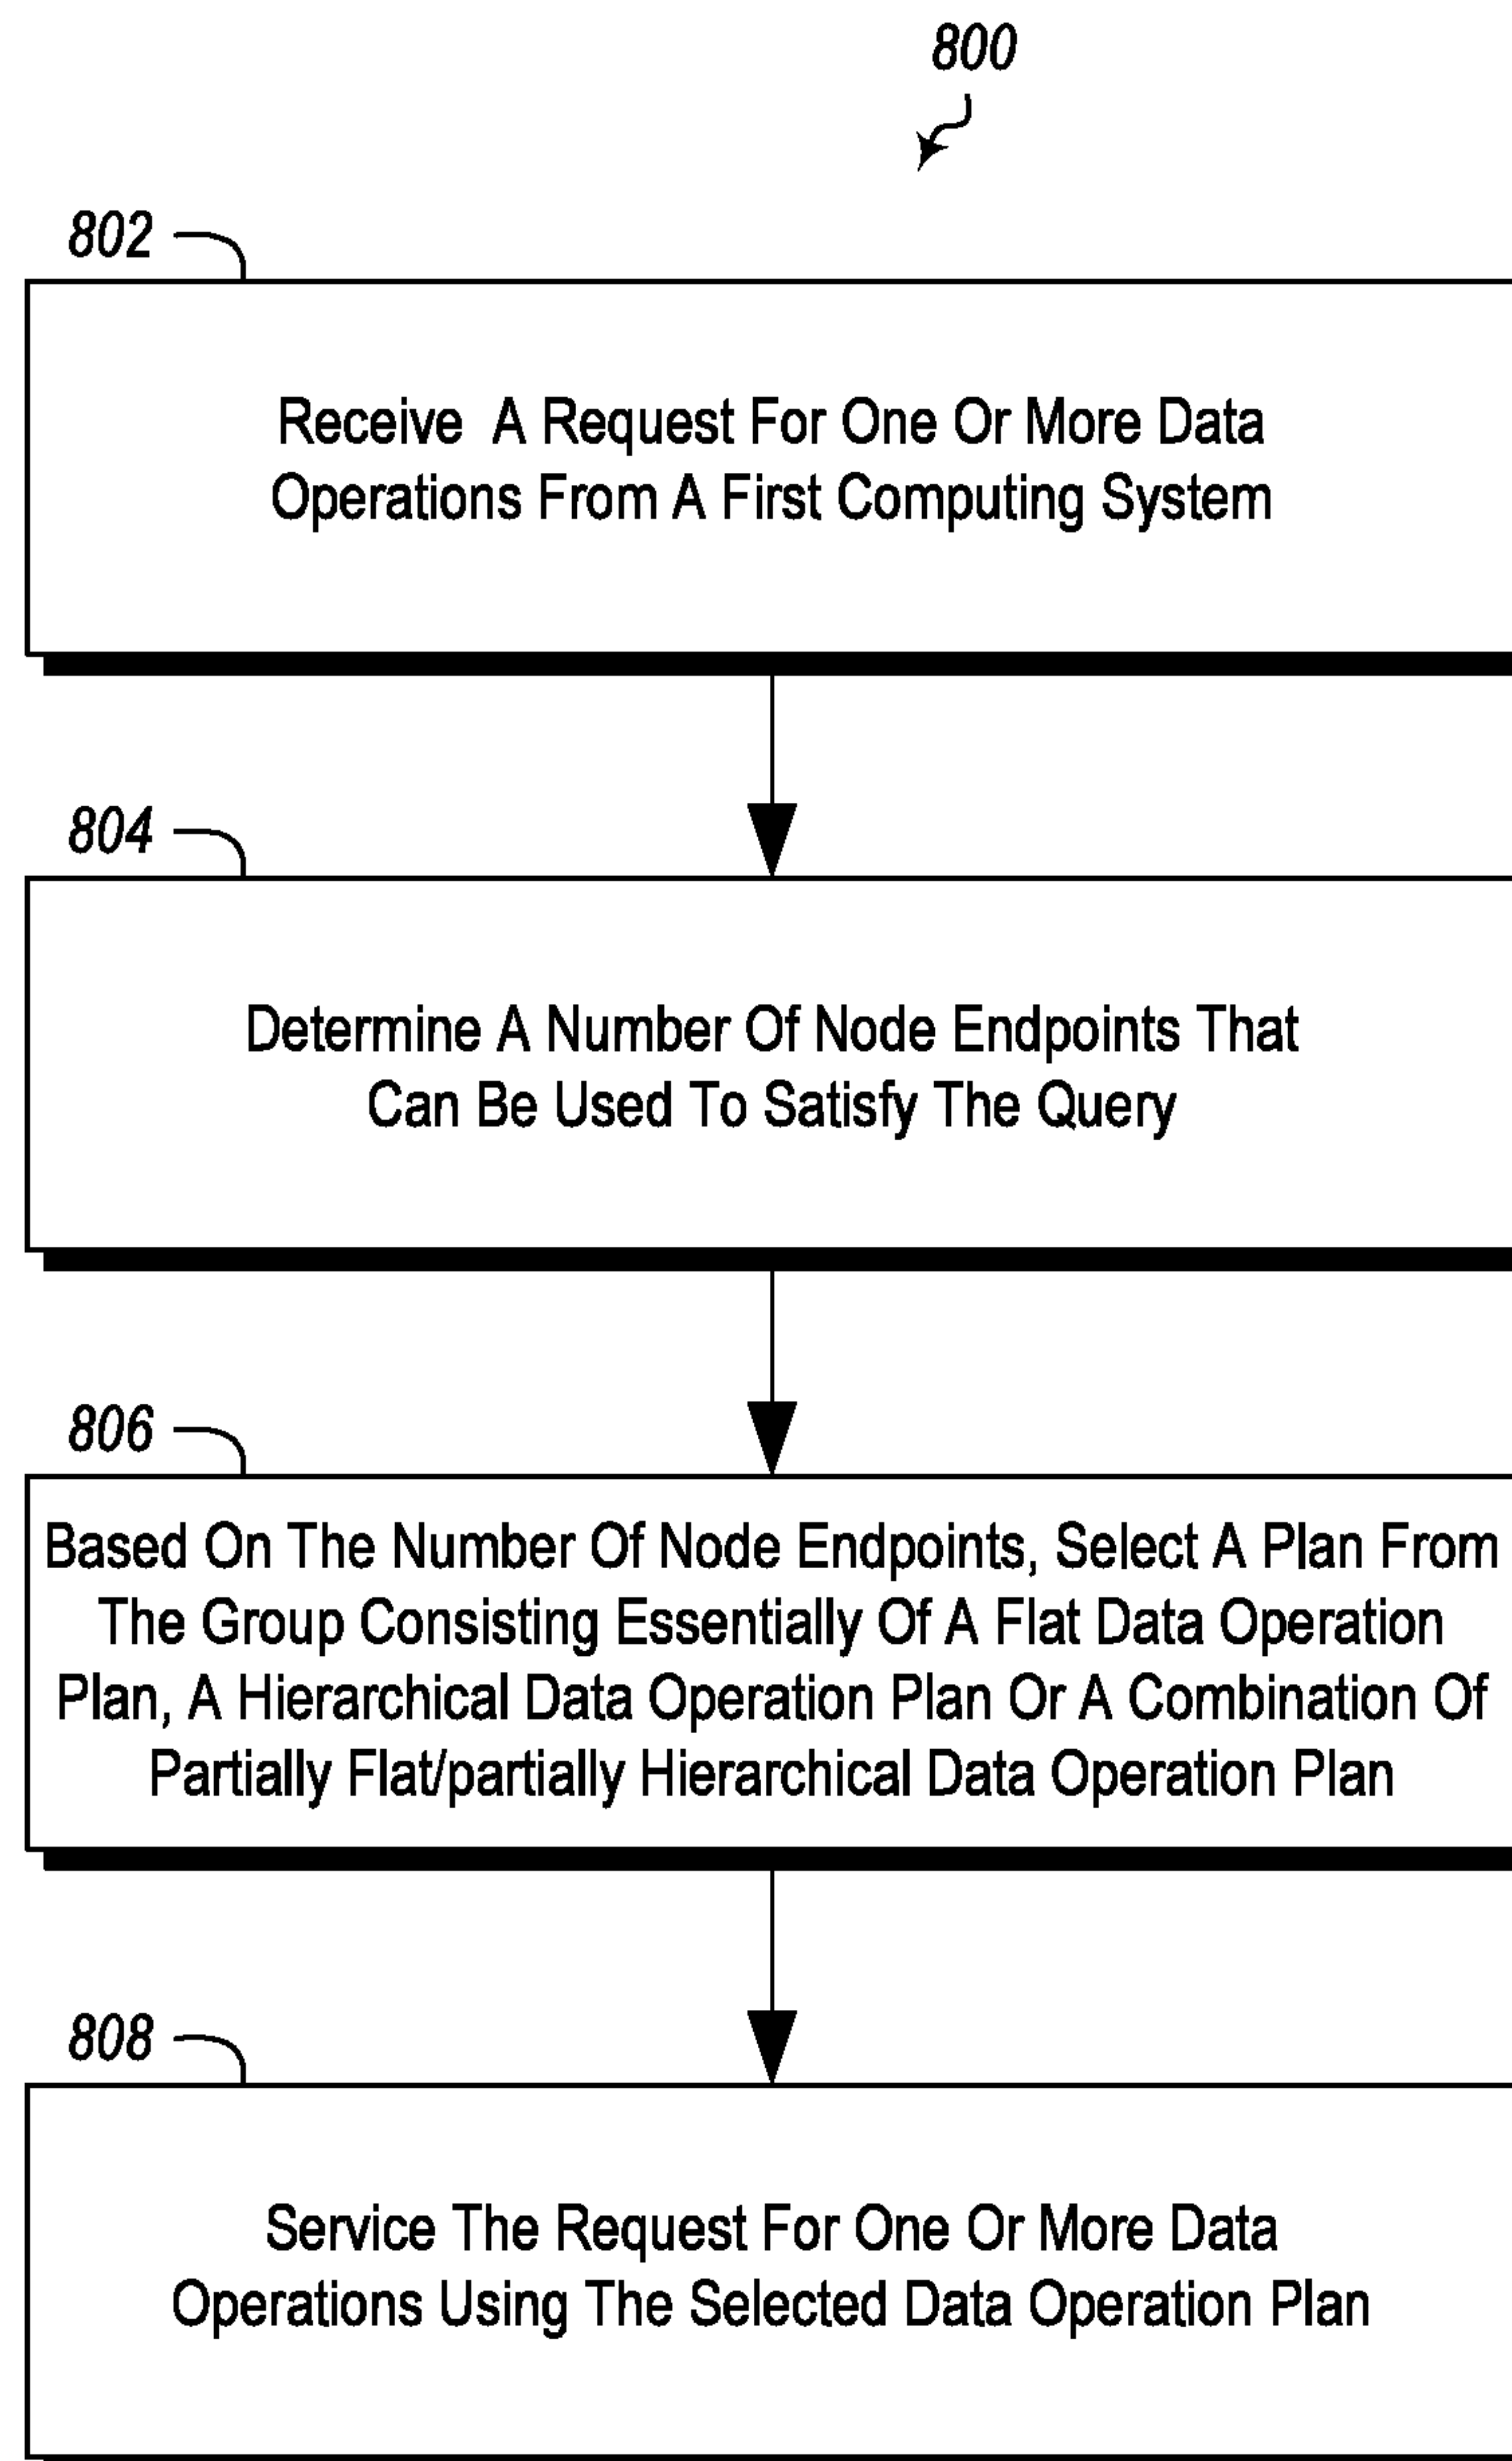 800
802
Receive A Request For One Or More Data
Operations From A First Computing System
804
Determine A Number Of Node Endpoints That
Can Be Used To Satisfy The Query
806
Based On The Number Of Node Endpoints, Select A Plan From
The Group Consisting Essentially Of A Flat Data Operation
Plan, A Hierarchical Data Operation Plan Or A Combination Of
Partially Flat/partially Hierarchical Data Operation Plan
808
Service The Request For One Or More Data
Operations Using The Selected Data Operation Plan